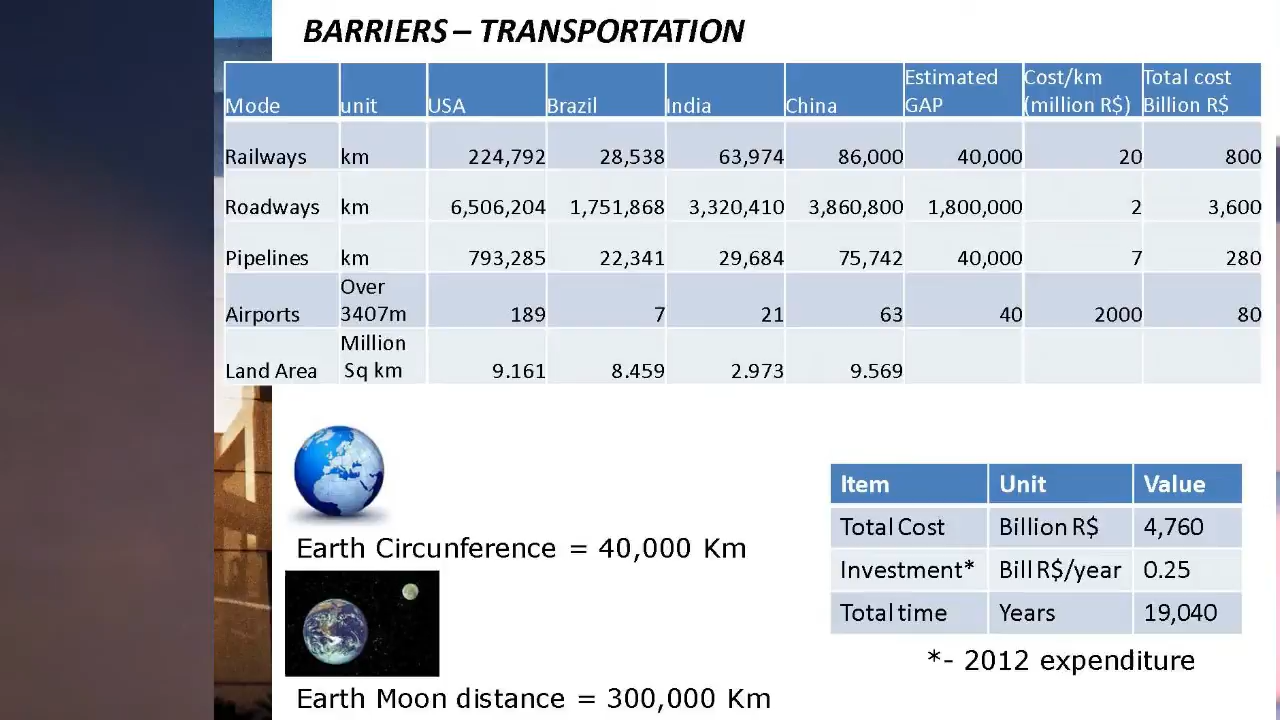 BARRIERS – TRANSPORTATION
Mode unit USA Brazil India China Estimated GAP Cost/km (million R$) Total cost Billion R$
Railways km 224,792 28,538 63,974 86,000 40,000 20 800
Roadways km 6,506,204 1,751,868 3,320,410 3,860,800 1,800,000 2 3,600
Pipelines km 793,285 22,341 29,684 75,742 40,000 7 280
Airports Over 3407m 189 7 21 63 40 2000 80
Land Area Million Sq km 9.161 8.459 2.973 9.569
Earth Circunference = 40,000 Km
Earth Moon distance = 300,000 Km
Item Unit Value
Total Cost Billion R$ 4,760
Investment* Bill R$/year 0.25
Total time Years 19,040
*- 2012 expenditure